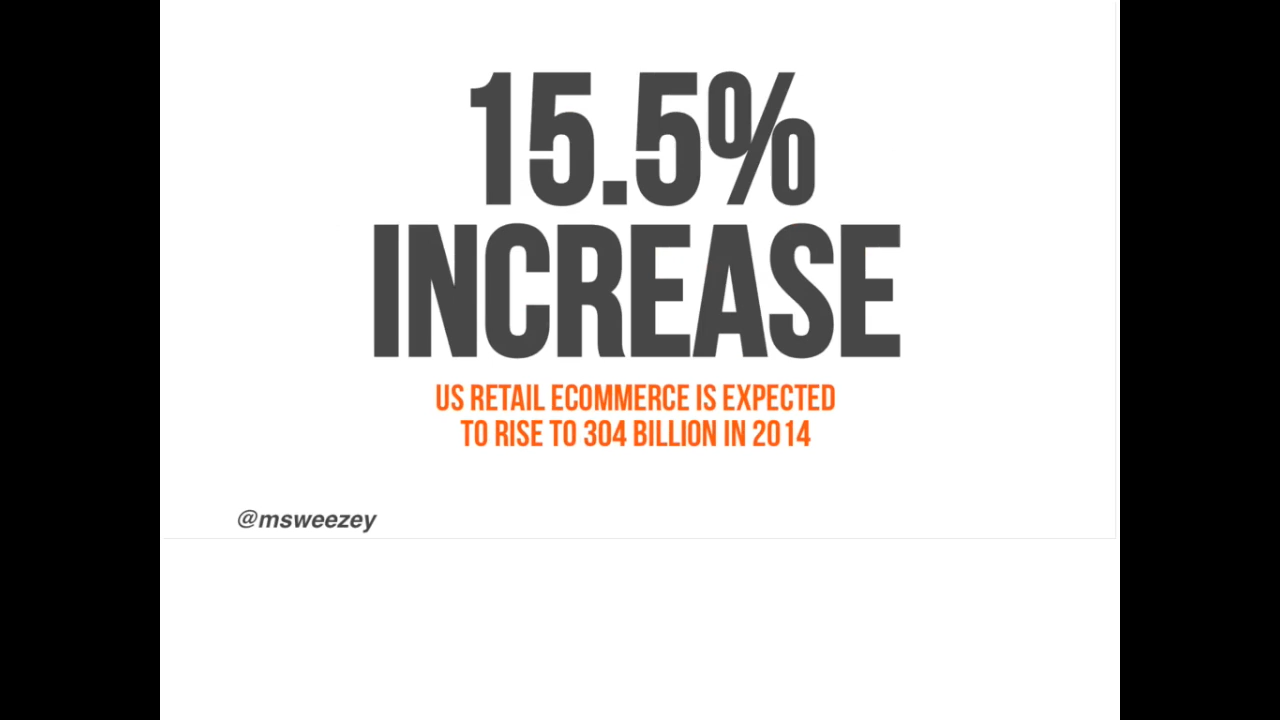 15.5%
INCREASE
US RETAIL ECOMMERCE IS EXPECTED
TO RISE TO 304 BILLION IN 2014
@msweezey